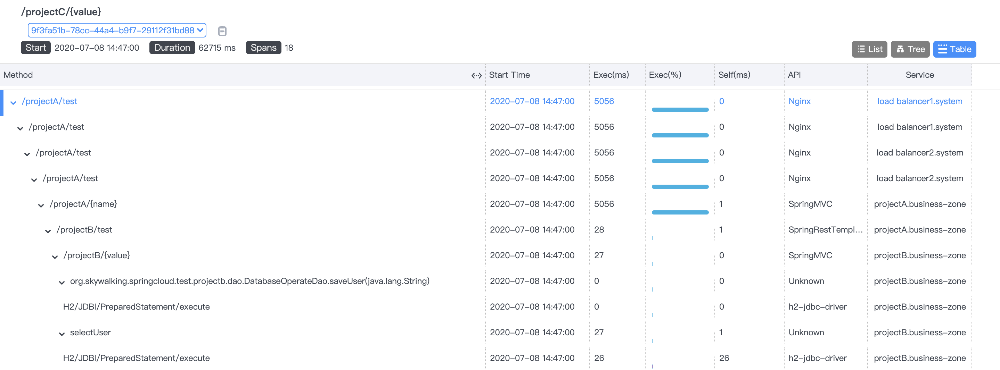 /projectC/{value}
9f3fa51b-78cc-44a4-b9f7-29112f31bd88
Start 2020-07-08 14:47:00 Duration 62715 ms Spans 18
List Tree Table
Method Start Time Exec(ms) Exec(%) Self(ms) API Service
/projectA/test 2020-07-08 14:47:00 5056 0 Nginx load balancer1.system
/projectA/test 2020-07-08 14:47:00 5056 0 Nginx load balancer1.system
/projectA/test 2020-07-08 14:47:00 5056 0 Nginx load balancer2.system
/projectA/test 2020-07-08 14:47:00 5056 0 Nginx load balancer2.system
/projectA/{name} 2020-07-08 14:47:00 5056 1 SpringMVC projectA.business-zone
/projectB/test 2020-07-08 14:47:00 28 1 SpringRestTempl... projectA.business-zone
/projectB/{value} 2020-07-08 14:47:00 27 0 SpringMVC projectB.business-zone
org.skywalking.springcloud.test.projectb.dao.DatabaseOperateDao.saveUser(java.lang.String) 2020-07-08 14:47:00 0 0 Unknown projectB.business-zone
H2/JDBI/PreparedStatement/execute 2020-07-08 14:47:00 0 0 h2-jdbc-driver projectB.business-zone
selectUser 2020-07-08 14:47:00 27 1 Unknown projectB.business-zone
H2/JDBI/PreparedStatement/execute 2020-07-08 14:47:00 26 26 h2-jdbc-driver projectB.business-zone